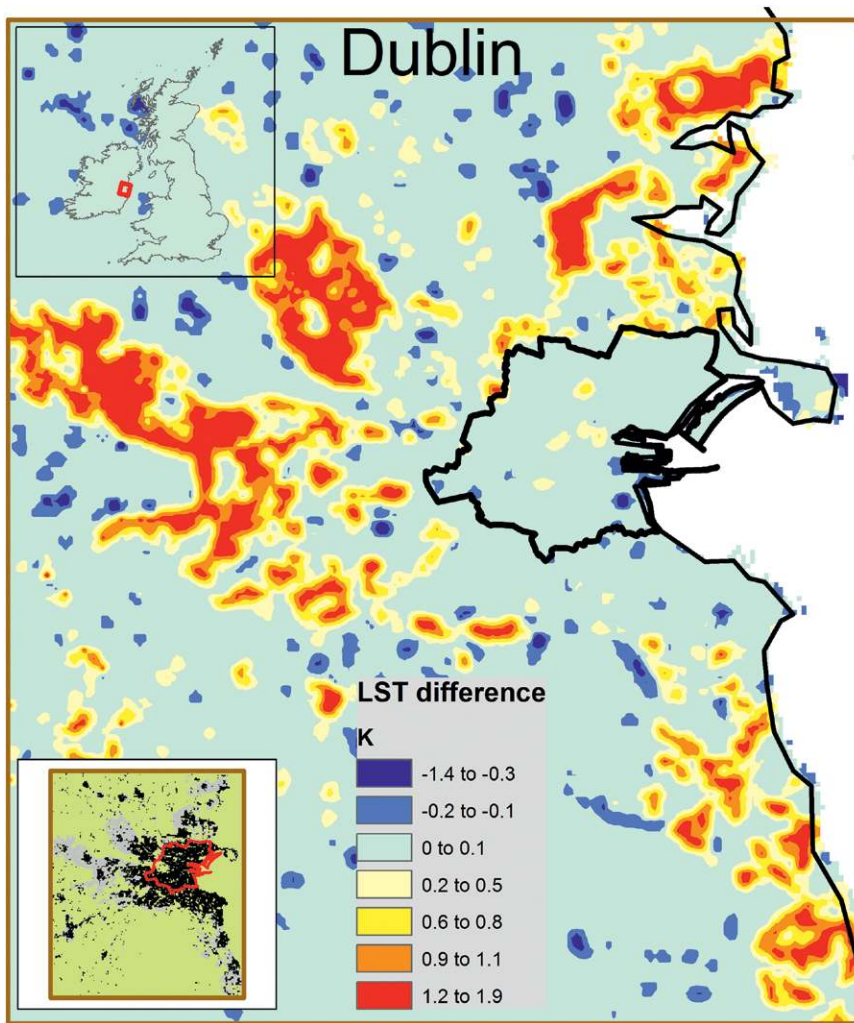 Dublin
LST difference
K
-1.4 to -0.3
-0.2 to -0.1
0 to 0.1
0.2 to 0.5
0.6 to 0.8
0.9 to 1.1
1.2 to 1.9